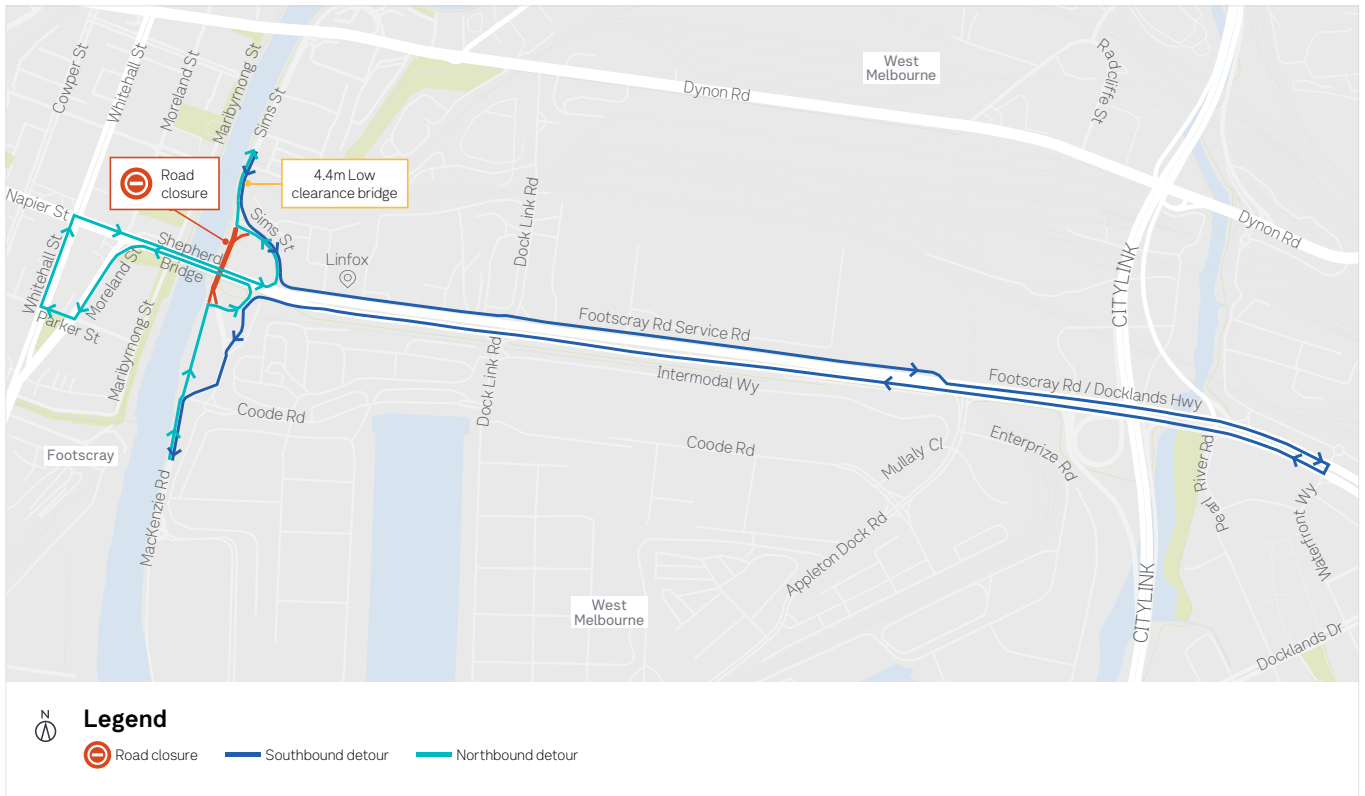 Cowper St
Whitehall St
Moreland St
Maribyrnong St
Sims St
Dynon Rd
West
Melbourne
Radcliffe St
Road
closure
4.4m Low
clearance bridge
Napier St
Dock Link Rd
Sims St
Dynon Rd
Shepherd
Bridge
Linfox
Whitehall St
Moreland St
CITYLINK
Parker St
Maribyrnong St
Footscray Rd Service Rd
Dock Link Rd
Intermodal Wy
Footscray Rd / Docklands Hwy
Coode Rd
Coode Rd
Mullaly Cl
Enterprize Rd
Pearl River Rd
Footscray
Waterfront Wy
MacKenzie Rd
Appleton Dock Rd
West
Melbourne
CITYLINK
Docklands Dr
N
Legend
Road closure
Southbound detour
Northbound detour